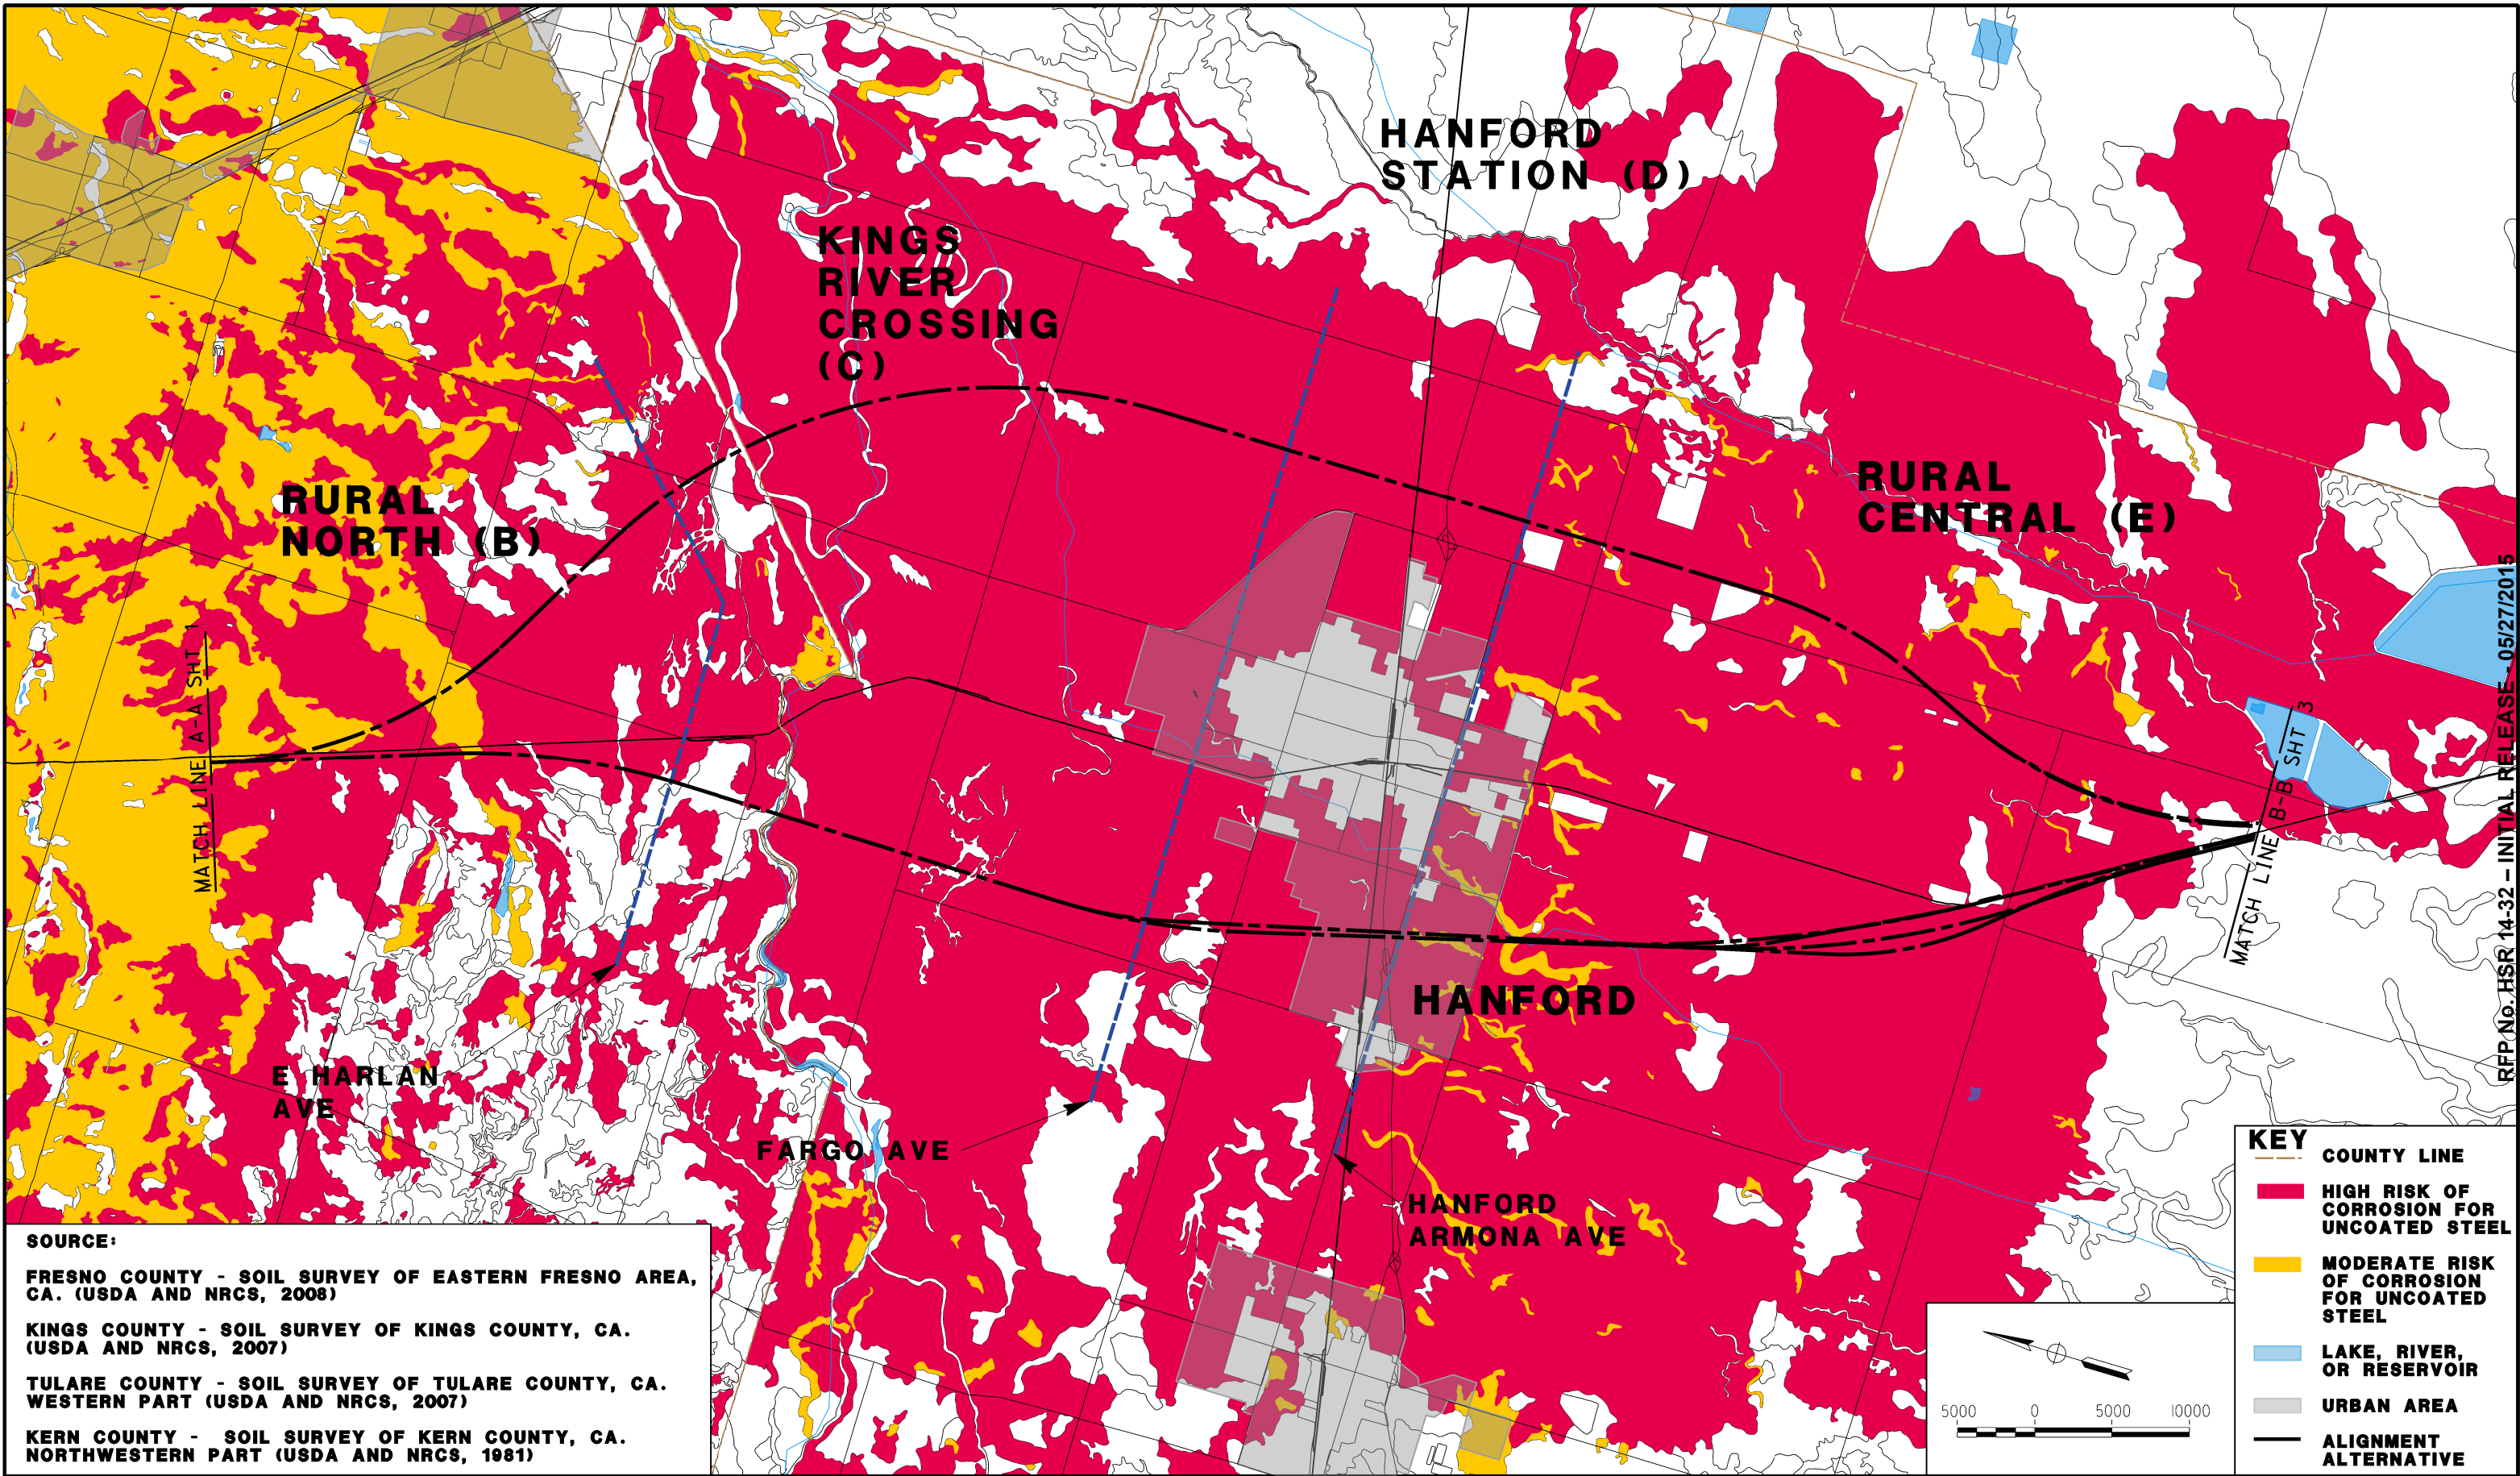 HANFORD
STATION (D)
KINGS
RIVER
CROSSING
(C)
RURAL
NORTH (B)
RURAL
CENTRAL (E)
MATCH LINE A-A SHT 1
MATCH LINE B-B SHT 3
HANFORD
E HARLAN
AVE
FARGO AVE
HANFORD
ARMONA AVE
RFP No. HSR 14-32 – INITIAL RELEASE - 05/27/2015
SOURCE:
FRESNO COUNTY - SOIL SURVEY OF EASTERN FRESNO AREA,
CA. (USDA AND NRCS, 2008)
KINGS COUNTY - SOIL SURVEY OF KINGS COUNTY, CA.
(USDA AND NRCS, 2007)
TULARE COUNTY - SOIL SURVEY OF TULARE COUNTY, CA.
WESTERN PART (USDA AND NRCS, 2007)
KERN COUNTY - SOIL SURVEY OF KERN COUNTY, CA.
NORTHWESTERN PART (USDA AND NRCS, 1981)
5000 0 5000 10000
KEY
COUNTY LINE
HIGH RISK OF
CORROSION FOR
UNCOATED STEEL
MODERATE RISK
OF CORROSION
FOR UNCOATED
STEEL
LAKE, RIVER,
OR RESERVOIR
URBAN AREA
ALIGNMENT
ALTERNATIVE